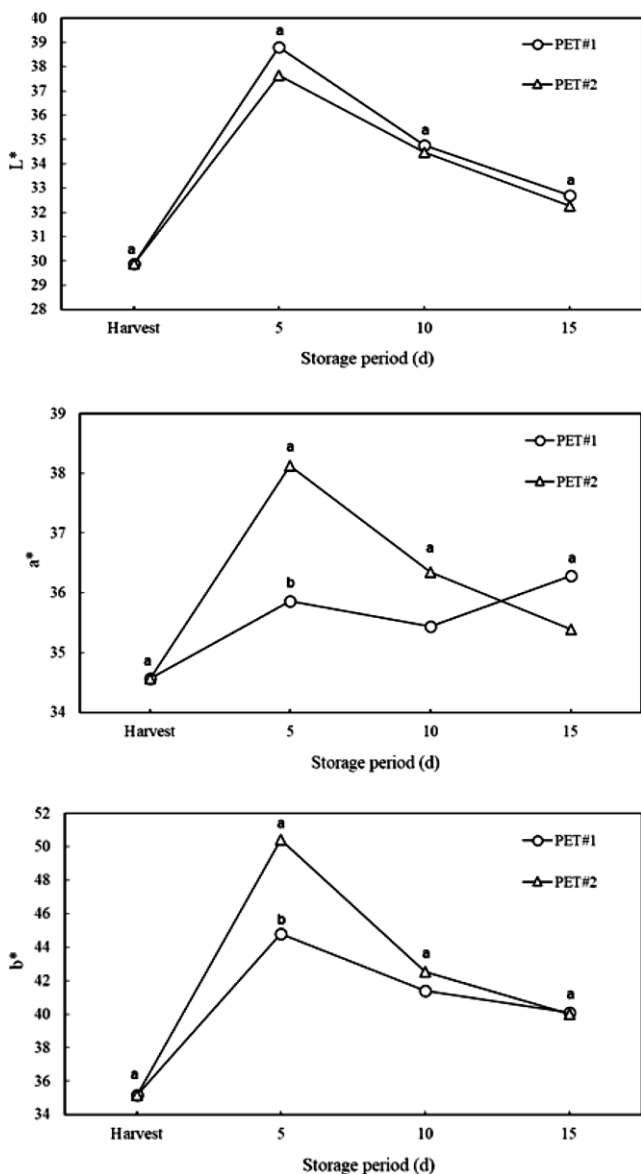 40
39
38
37
36
35
34
33
32
31
30
29
28
L*
a
a
a
a
PET#1
PET#2
Harvest 5 10 15
Storage period (d)
39
38
37
36
35
34
a*
a
a
b
a
a
PET#1
PET#2
Harvest 5 10 15
Storage period (d)
52
50
48
46
44
42
40
38
36
34
b*
a
a
b
a
a
PET#1
PET#2
Harvest 5 10 15
Storage period (d)